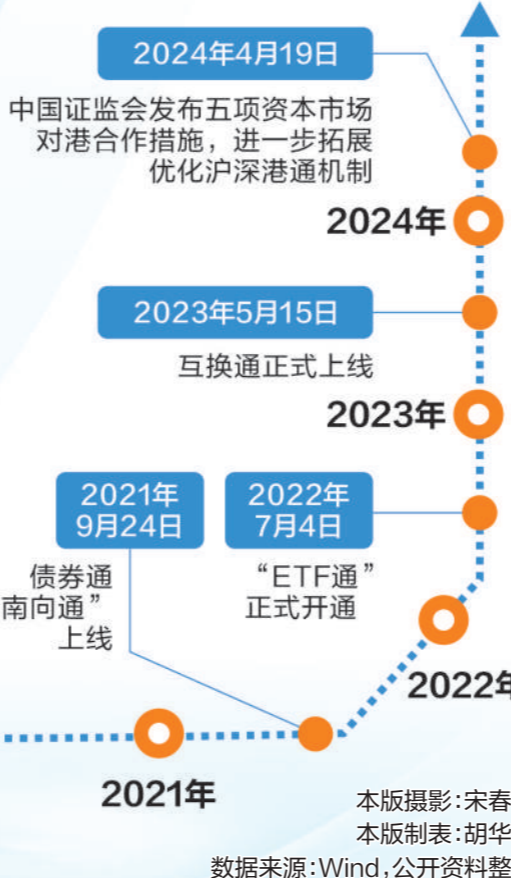 2024年4月19日
中国证监会发布五项资本市场
对港合作措施，进一步拓展
优化沪深港通机制
2024年
2023年5月15日
互换通正式上线
2023年
2021年
9月24日
债券通
南向通”
上线
2022年
7月4日
“ETF通”
正式开通
2022年
2021年
本版摄影：宋春
本版制表：胡华
数据来源：Wind，公开资料整